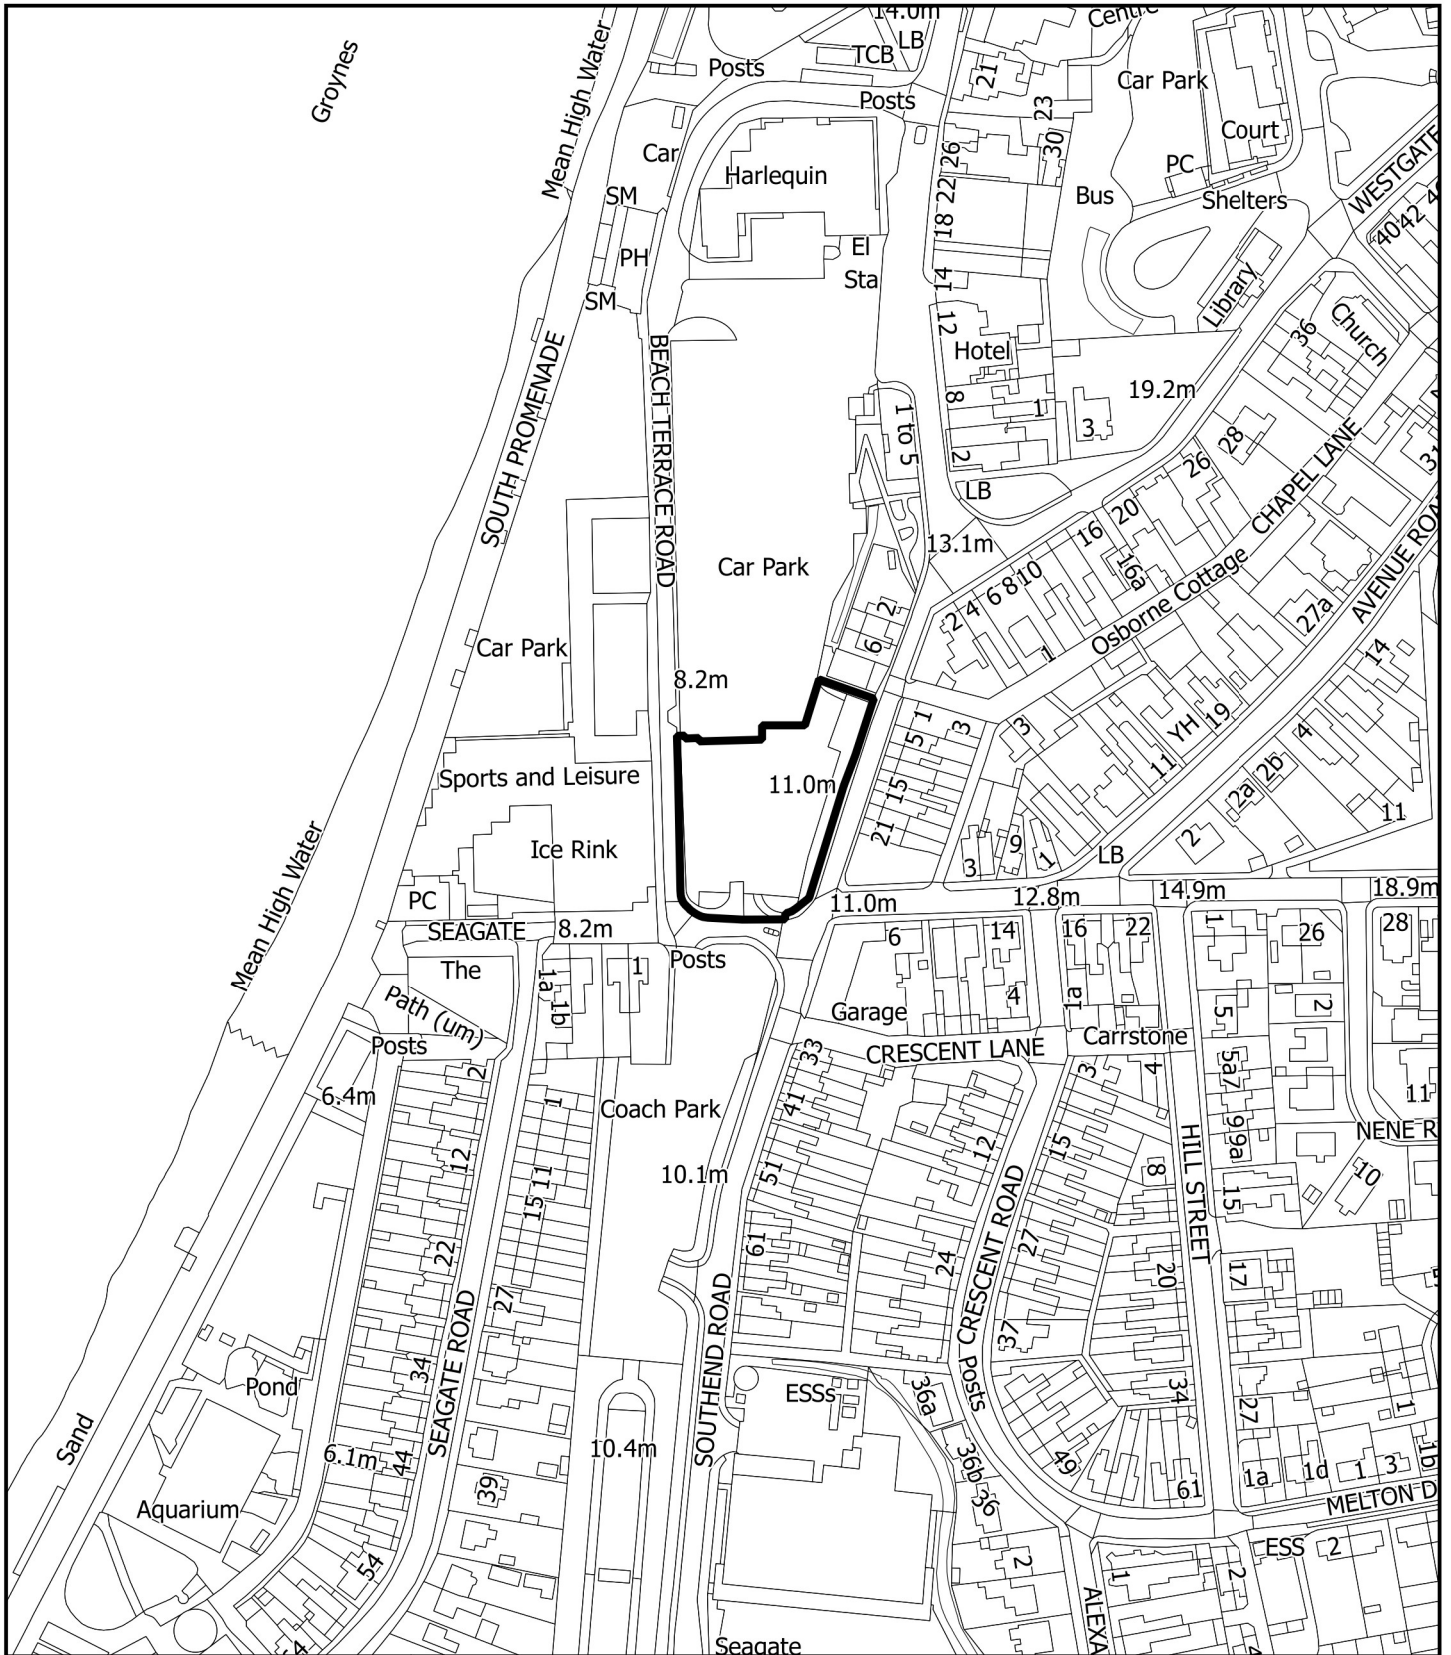 14.0m
Centre
LB
TCB
Posts
21
Car Park
Groynes
Mean High Water
Posts
23
Court
WESTGATE
Car
Harlequin
26
30
PC
SM
22
Bus
Shelters
18
40
42
PH
El
Sta
14
SM
Library
12
Church
36
BEACH TERRACE ROAD
SOUTH PROMENADE
Hotel
8
1
19.2m
1 to 5
3
28
2
26
CHAPEL LANE
31
LB
20
16
13.1m
Car Park
16a
10
8
6
4
2
Osborne Cottage
AVENUE ROA
27a
2
6
Car Park
1
14
8.2m
1
3
3
YH
19
4
5
11
2b
Sports and Leisure
11.0m
15
2a
11
21
2
Ice Rink
9
1
LB
3
PC
11.0m
12.8m
14.9m
18.9m
SEAGATE
8.2m
6
14
16
22
1
26
28
Posts
The
1
1a
1b
4
1a
Path (um)
Garage
5
2
Mean High Water
Posts
33
CRESCENT LANE
Carrstone
2
3
4
5a
7
6.4m
1
Coach Park
41
11
12
9
9a
NENE R
12
15
HILL STREET
11
10.1m
51
8
10
15
15
22
61
24
CRESCENT ROAD
27
20
17
27
SEAGATE ROAD
SOUTHEND ROAD
37
34
Pond
ESSs
36a
Posts
34
27
1
Sand
6.1m
44
10.4m
36b
49
1a
1d
1
3
1b
39
36
61
MELTON D
Aquarium
54
2
ESS
2
1
2
ALEXA
Seagate